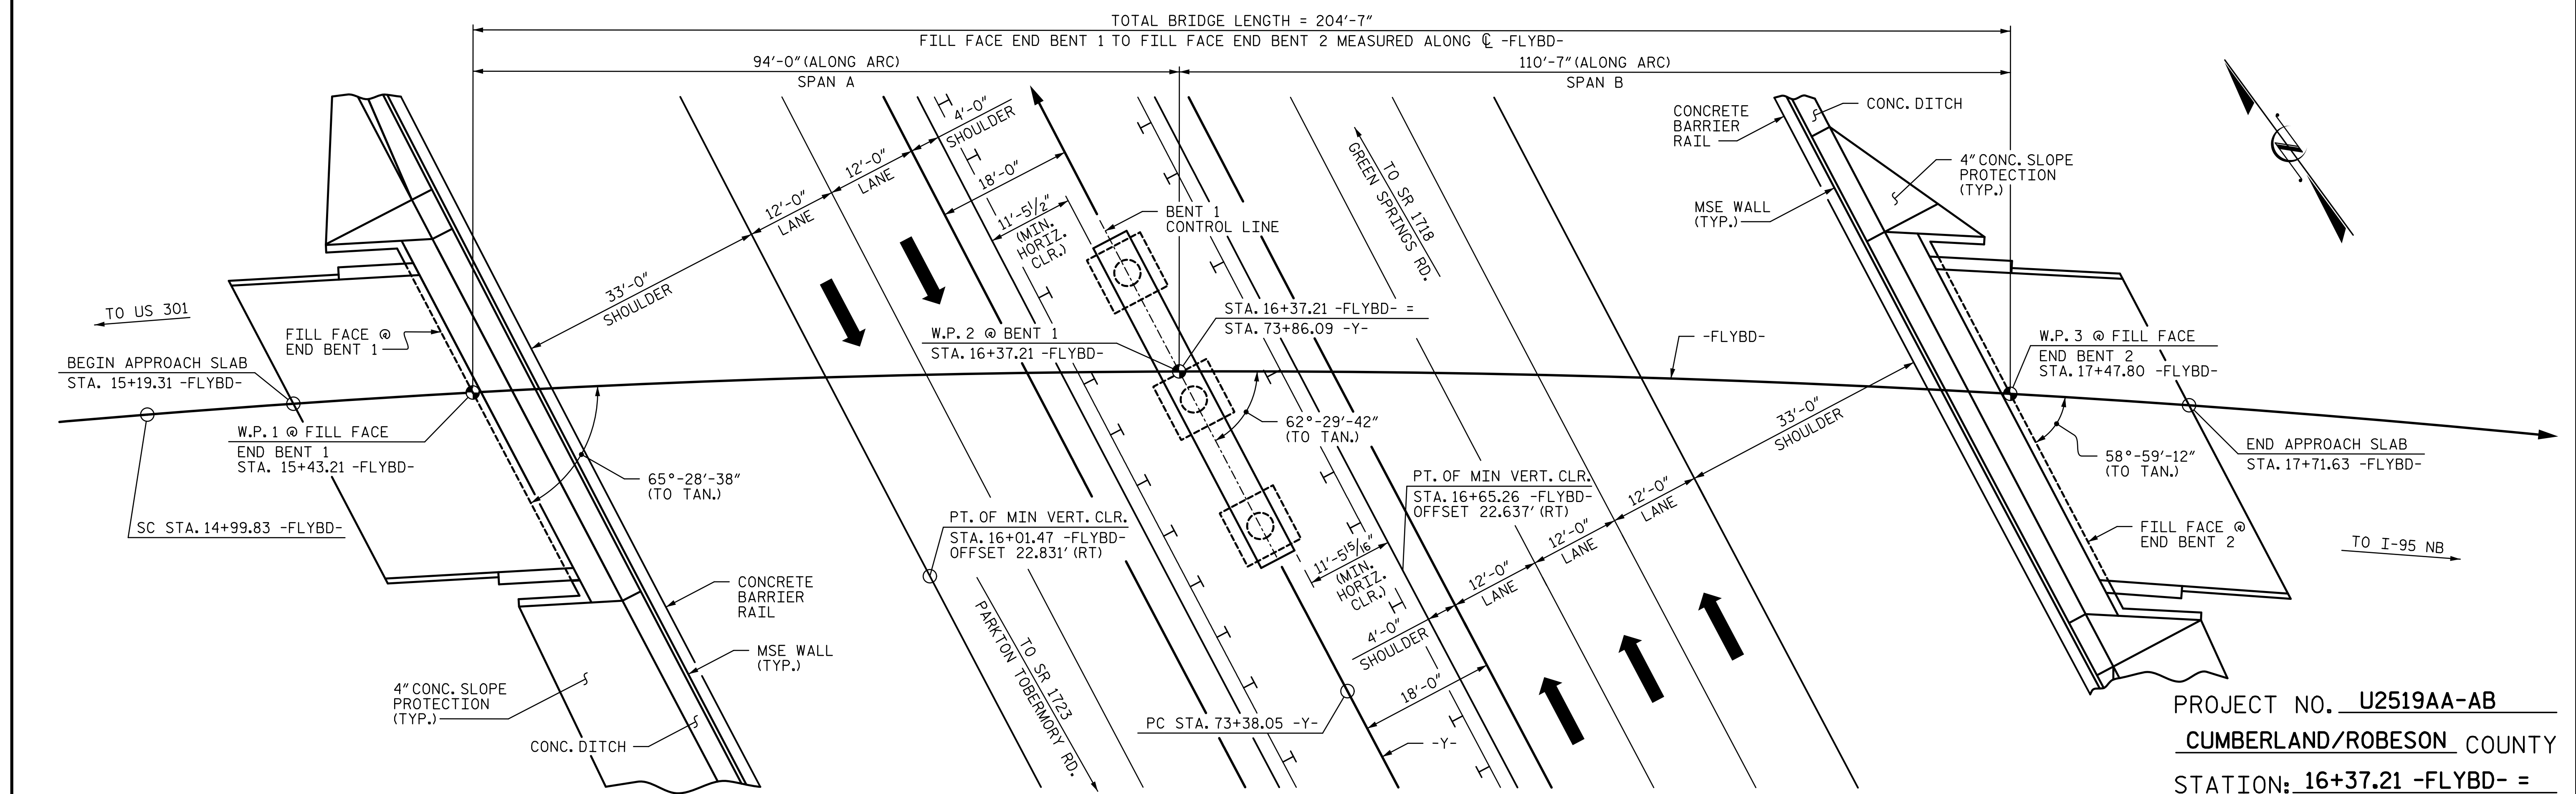 TOTAL BRIDGE LENGTH = 204'-7"
FILL FACE END BENT 1 TO FILL FACE END BENT 2 MEASURED ALONG ℄ -FLYBD-
94'-0" (ALONG ARC)
SPAN A
110'-7" (ALONG ARC)
SPAN B
4'-0"
SHOULDER
12'-0"
LANE
12'-0"
LANE
33'-0"
SHOULDER
18'-0"
11'-5 1/2"
(MIN.
HORIZ.
CLR.)
BENT 1
CONTROL LINE
TO SR 1718
GREEN SPRINGS RD.
CONCRETE
BARRIER
RAIL
CONC. DITCH
4" CONC. SLOPE
PROTECTION
(TYP.)
MSE WALL
(TYP.)
TO US 301
FILL FACE @
END BENT 1
BEGIN APPROACH SLAB
STA. 15+19.31 -FLYBD-
W.P. 2 @ BENT 1
STA. 16+37.21 -FLYBD-
STA. 16+37.21 -FLYBD- =
STA. 73+86.09 -Y-
-FLYBD-
W.P. 3 @ FILL FACE
END BENT 2
STA. 17+47.80 -FLYBD-
W.P. 1 @ FILL FACE
END BENT 1
STA. 15+43.21 -FLYBD-
65°-28'-38"
(TO TAN.)
62°-29'-42"
(TO TAN.)
33'-0"
SHOULDER
12'-0"
LANE
12'-0"
LANE
12'-0"
LANE
4'-0"
SHOULDER
18'-0"
58°-59'-12"
(TO TAN.)
END APPROACH SLAB
STA. 17+71.63 -FLYBD-
SC STA. 14+99.83 -FLYBD-
PT. OF MIN VERT. CLR.
STA. 16+01.47 -FLYBD-
OFFSET 22.831' (RT)
PT. OF MIN VERT. CLR.
STA. 16+65.26 -FLYBD-
OFFSET 22.637' (RT)
11'-5 15/16"
(MIN.
HORIZ.
CLR.)
FILL FACE @
END BENT 2
TO I-95 NB
CONCRETE
BARRIER
RAIL
MSE WALL
(TYP.)
TO SR 1723
PARKTON TOBERMORY RD.
4" CONC. SLOPE
PROTECTION
(TYP.)
CONC. DITCH
PC STA. 73+38.05 -Y-
-Y-
PROJECT NO. U2519AA-AB
CUMBERLAND/ROBESON COUNTY
STATION: 16+37.21 -FLYBD- =